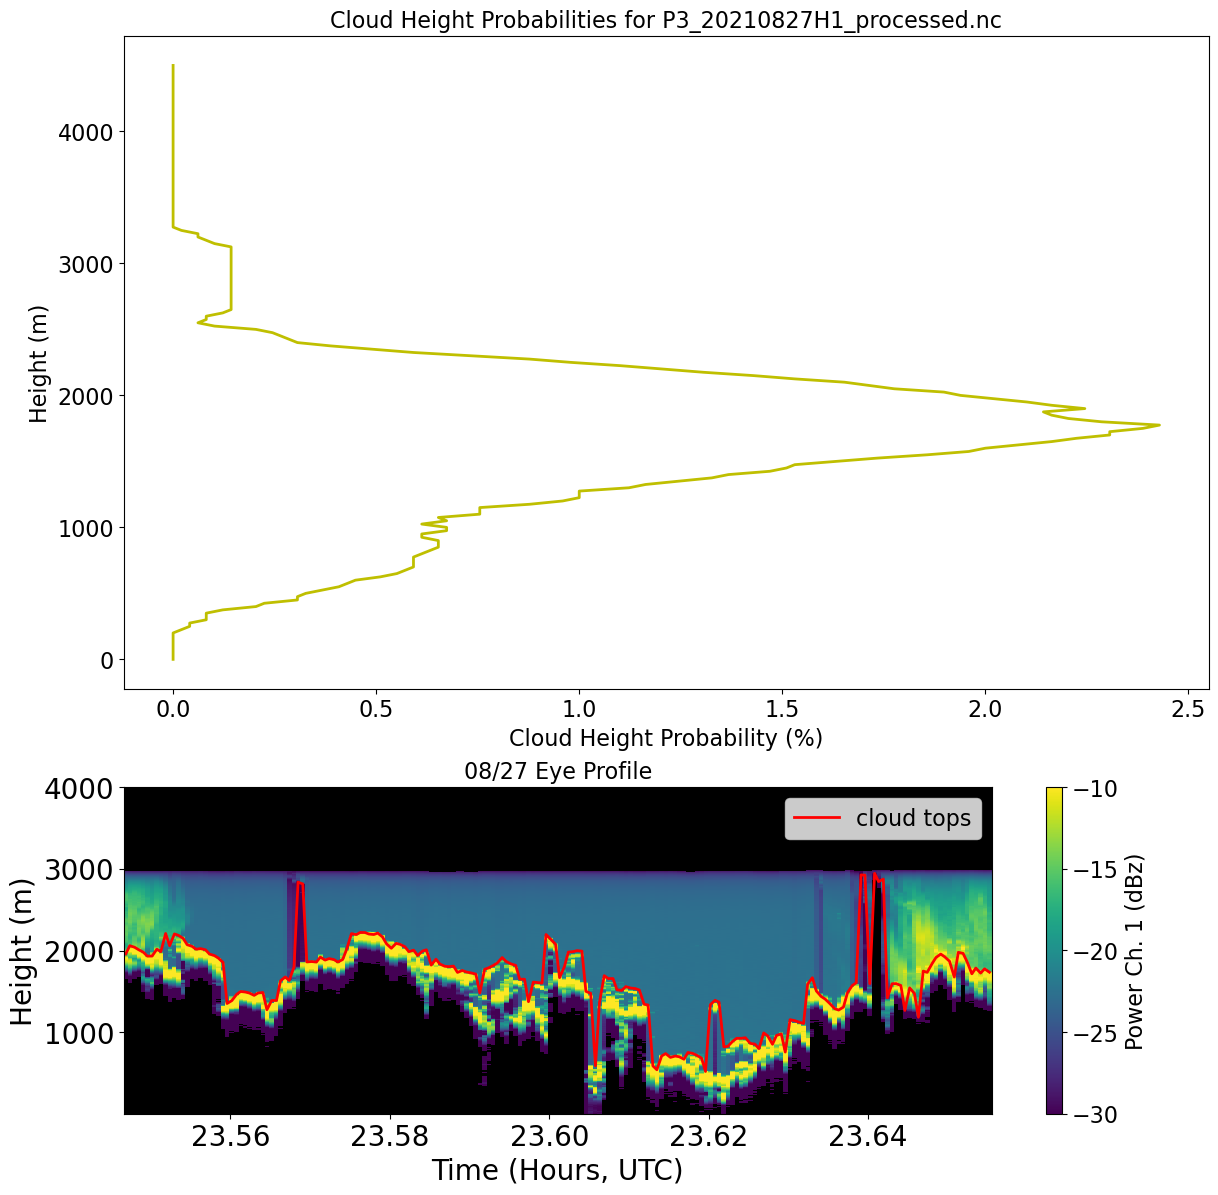 Cloud Height Probabilities for P3_20210827H1_processed.nc
Height (m)
4000
3000
2000
1000
0
0.0 0.5 1.0 1.5 2.0 2.5
Cloud Height Probability (%)
08/27 Eye Profile
Height (m)
4000
3000
2000
1000
cloud tops
23.56 23.58 23.60 23.62 23.64
Time (Hours, UTC)
−10
−15
−20
−25
−30
Power Ch. 1 (dBz)